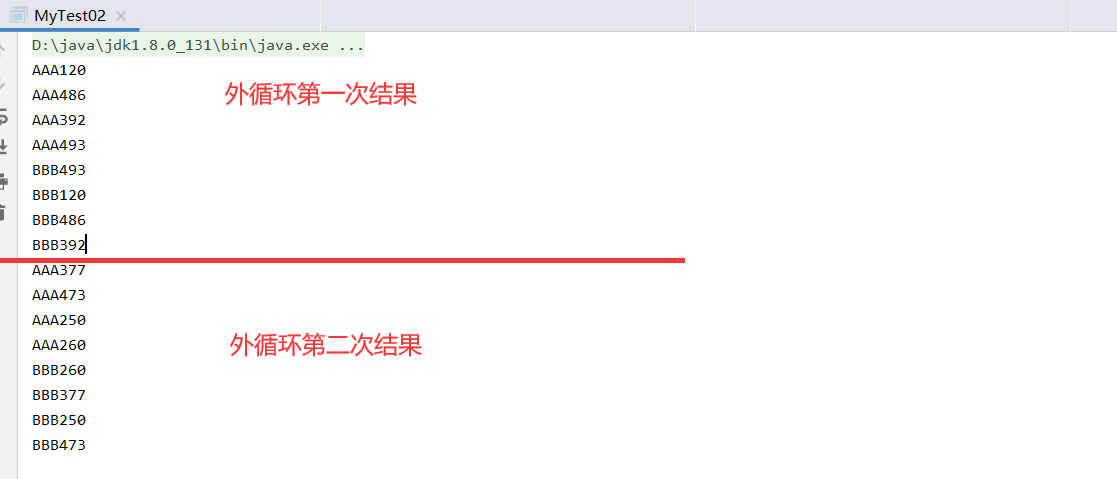 MyTest02
D:\java\jdk1.8.0_131\bin\java.exe ...
AAA120
外循环第一次结果
AAA486
AAA392
AAA493
BBB493
BBB120
BBB486
BBB392
AAA377
AAA473
AAA250
外循环第二次结果
AAA260
BBB260
BBB377
BBB250
BBB473